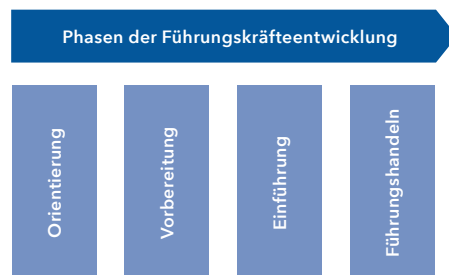 Phasen der Führungskräfteentwicklung
Orientierung
Vorbereitung
Einführung
Führungshandeln